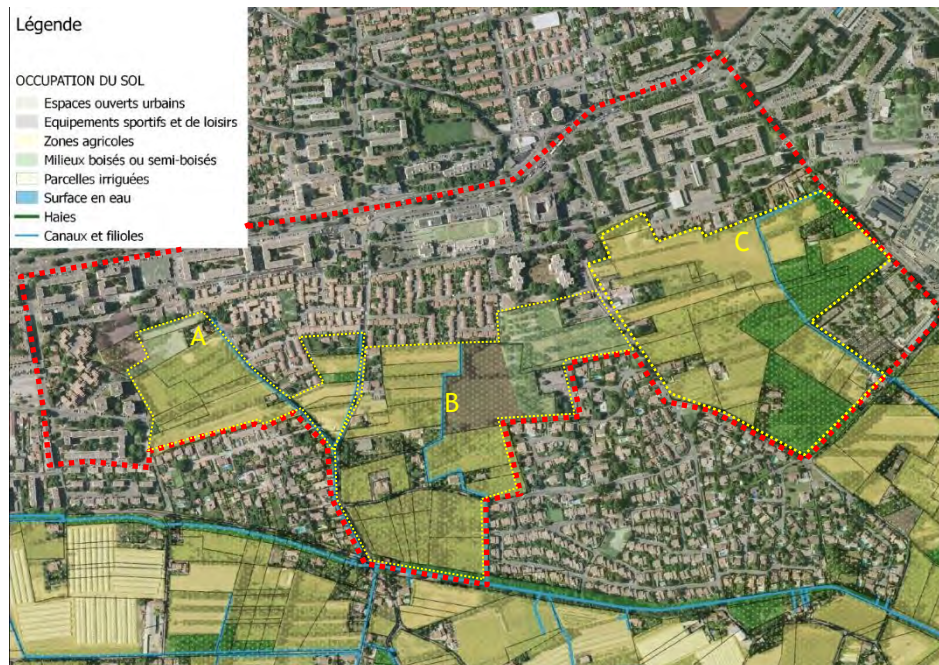 Légende
OCCUPATION DU SOL
Espaces ouverts urbains
Equipements sportifs et de loisirs
Zones agricoles
Milieux boisés ou semi-boisés
Parcelles irriguées
Surface en eau
Haies
Canaux et filioles
A
B
C